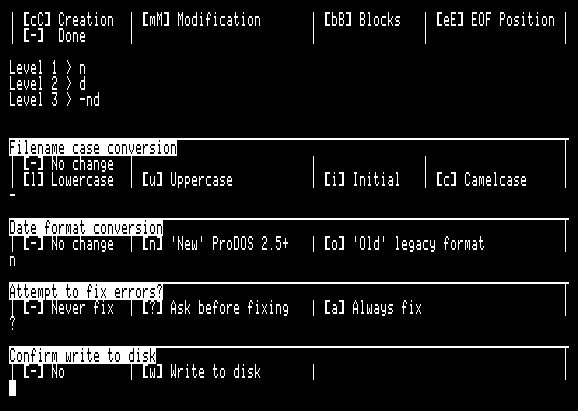 [cC] Creation [mM] Modification [bB] Blocks [eE] EOF Position
[-] Done
Level 1 > n
Level 2 > d
Level 3 > -nd
Filename case conversion
[-] No change
[l] Lowercase [u] Uppercase [i] Initial [c] Camelcase
-
Date format conversion
[-] No change [n] 'New' ProDOS 2.5+ [o] 'Old' legacy format
n
Attempt to fix errors?
[-] Never fix [?] Ask before fixing [a] Always fix
?
Confirm write to disk
[-] No [w] Write to disk